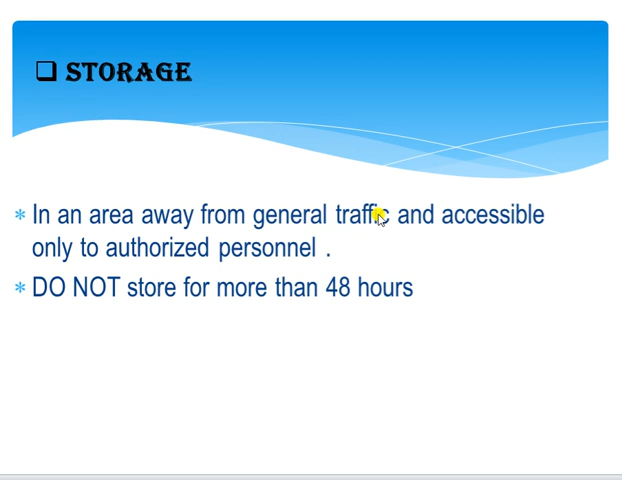 STORAGE
In an area away from general traffic and accessible
only to authorized personnel .
DO NOT store for more than 48 hours